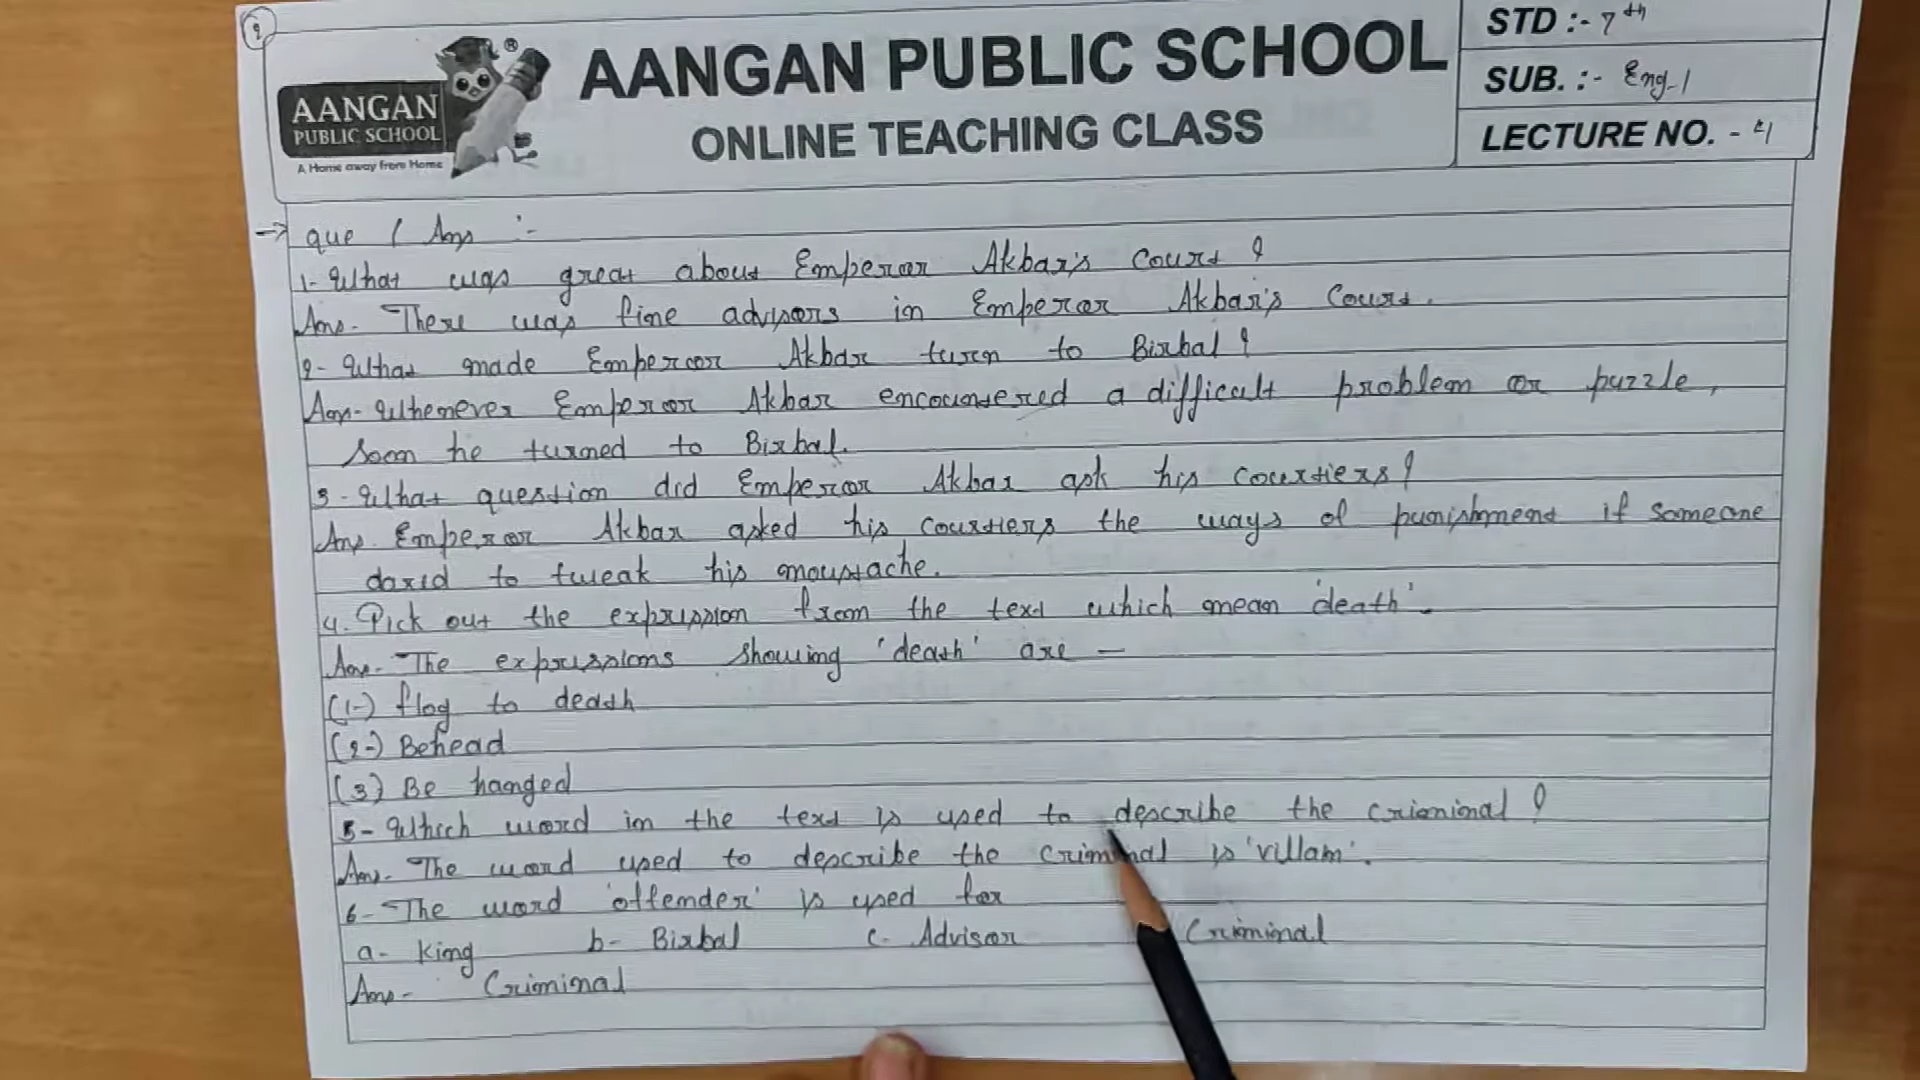 9
AANGAN
PUBLIC SCHOOL
A Home away from Home
®
AANGAN PUBLIC SCHOOL
ONLINE TEACHING CLASS
STD :- 7th
SUB. :- Eng-1
LECTURE NO. - 41
→ que / Ans :-
1- What was great about Emperor Akbar's Court ?
Ans- There was fine advisors in Emperor Akbar's Court.
2- What made Emperor Akbar turn to Birbal ?
Ans- Whenever Emperor Akbar encountered a difficult problem or puzzle,
soon he turned to Birbal.
3- What question did Emperor Akbar ask his courtiers ?
Ans. Emperor Akbar asked his courtiers the ways of punishment if someone
dared to tweak his moustache.
4. Pick out the expression from the text which mean 'death'.
Ans- The expressions showing 'death' are —
(1-) flog to death
(2-) Behead
(3) Be hanged
5- Which word in the text is used to describe the criminal ?
Ans- The word used to describe the criminal is 'villain'.
6- The word 'offender' is used for
a- King b- Birbal c- Advisor Criminal
Ans- Criminal